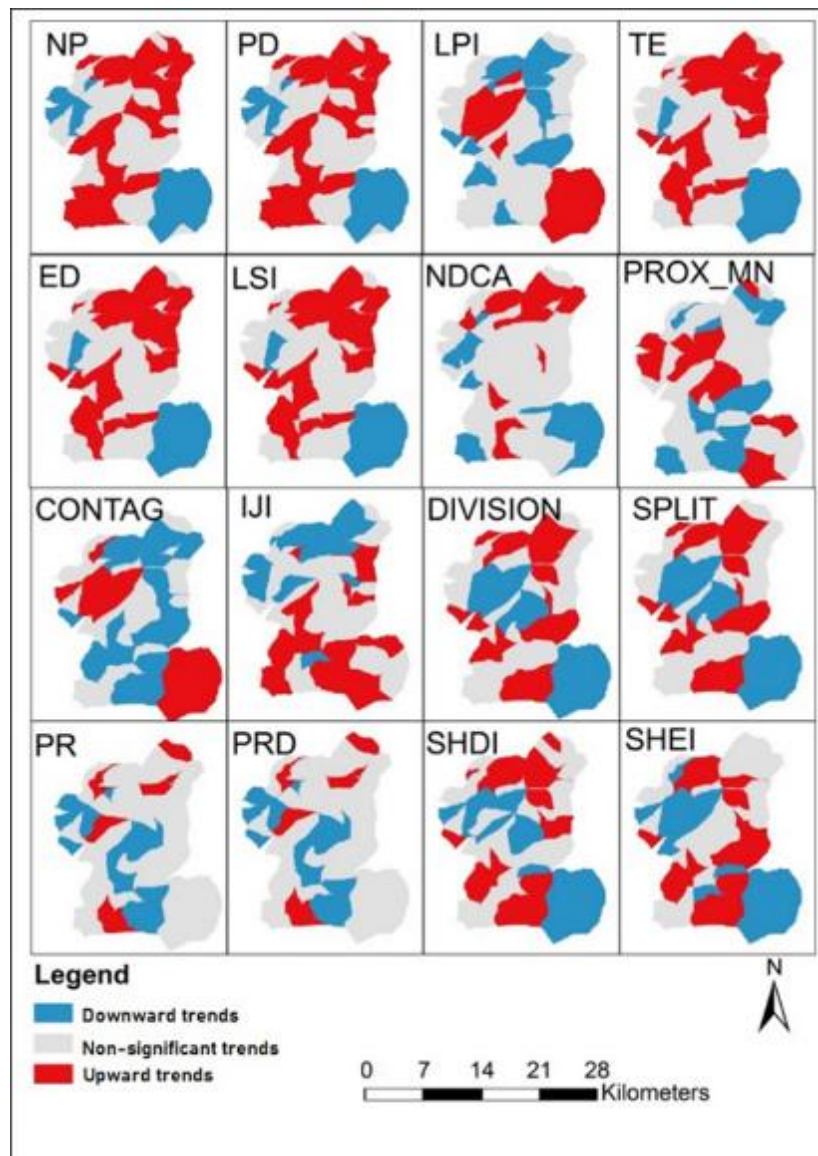 NP PD LPI TE
ED LSI NDCA PROX_MN
CONTAG IJI DIVISION SPLIT
PR PRD SHDI SHEI
Legend
Downward trends
Non-significant trends
Upward trends
N
0 7 14 21 28
Kilometers